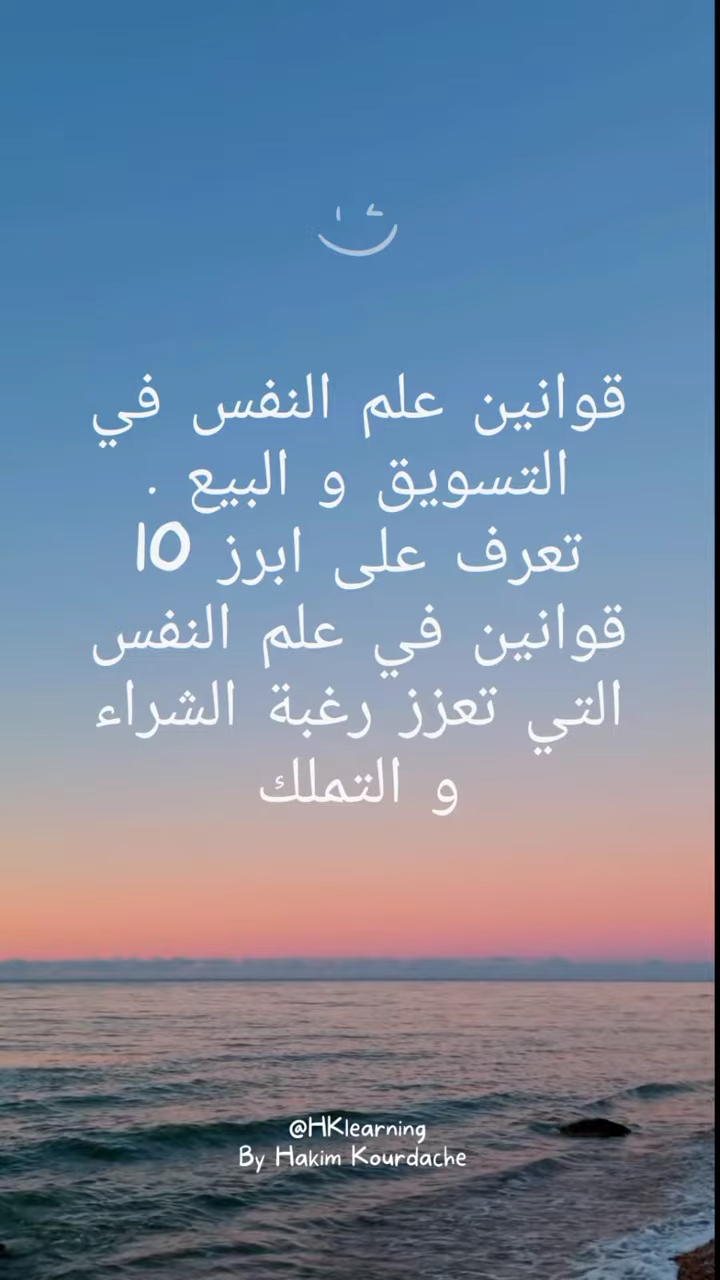 قوانين علم النفس في
التسويق و البيع .
تعرف على ابرز 10
قوانين في علم النفس
التي تعزز رغبة الشراء
و التملك
@HKlearning
By Hakim Kourdache